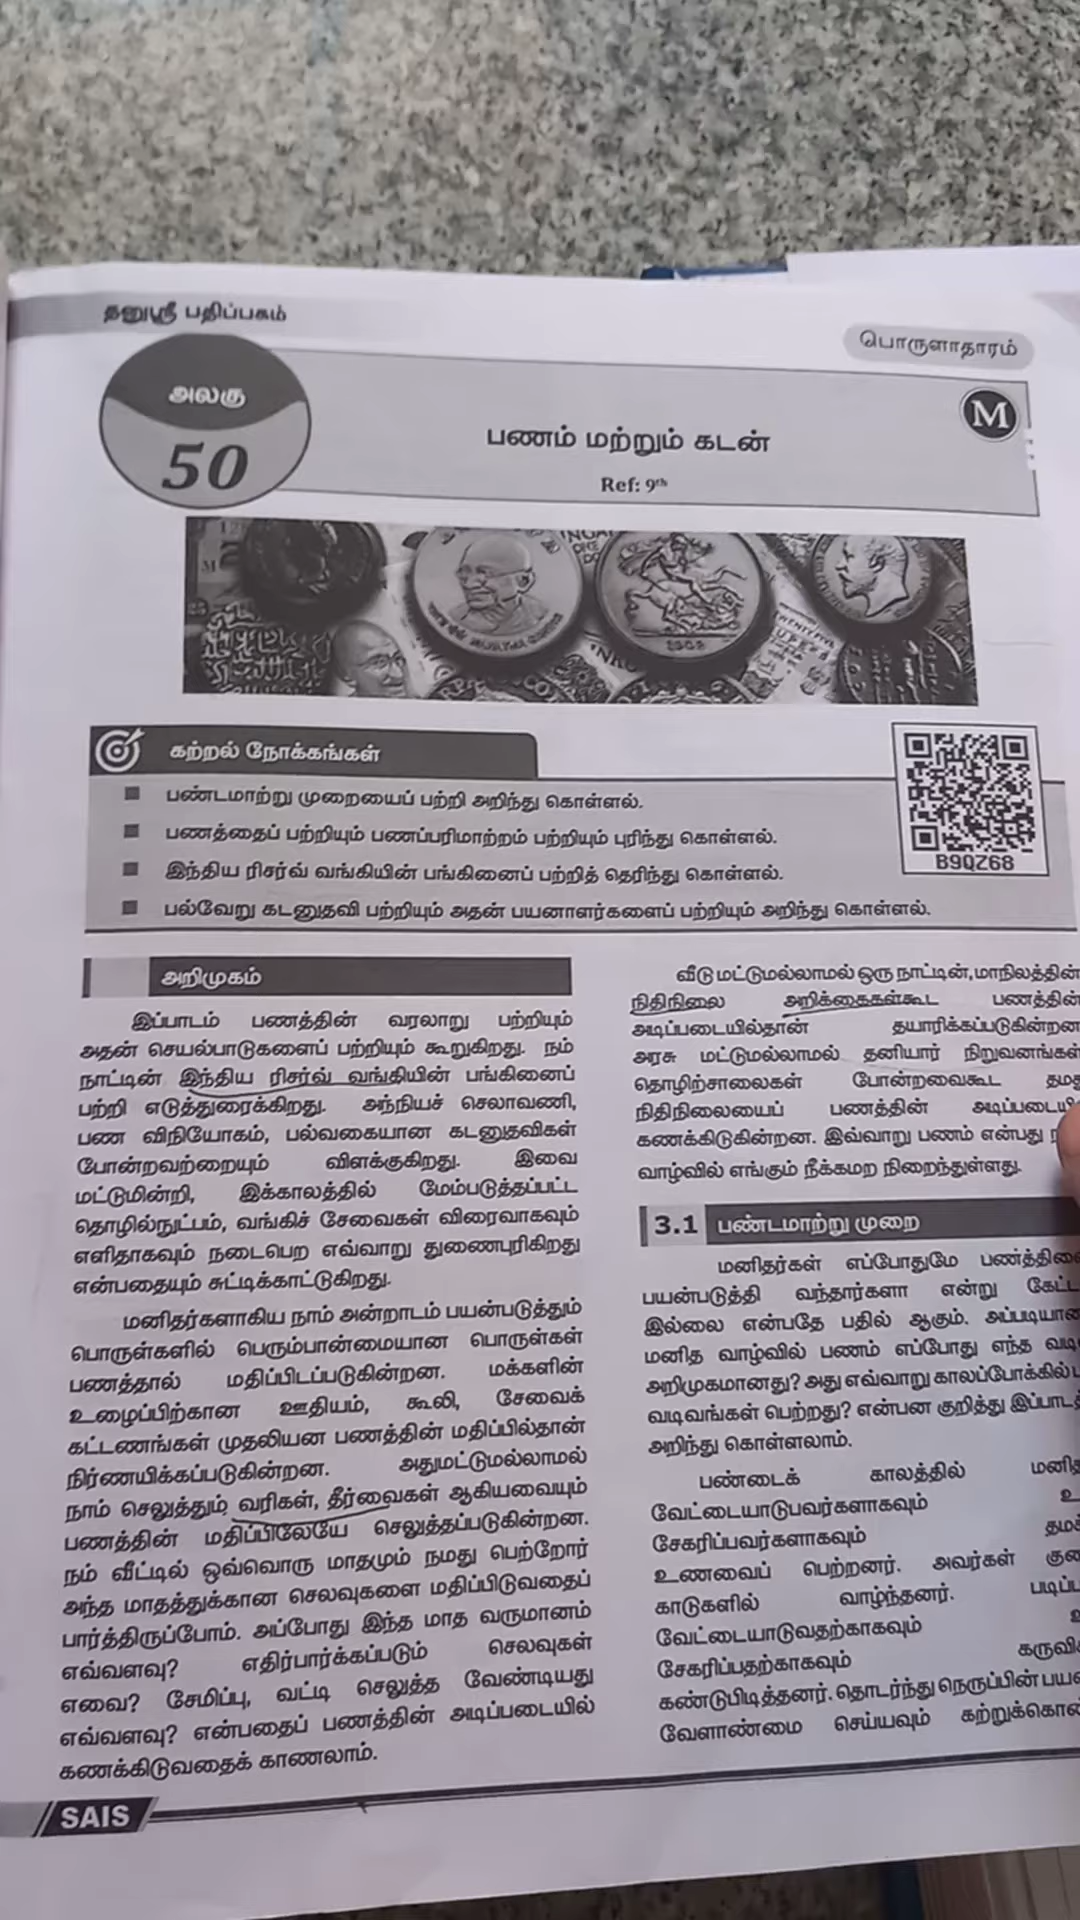 தனுஸ்ரீ பதிப்பகம்
பொருளாதாரம்
அலகு
50
பணம் மற்றும் கடன்
M
Ref: 9th
கற்றல் நோக்கங்கள்
பண்டமாற்று முறையைப் பற்றி அறிந்து கொள்ளல்.
பணத்தைப் பற்றியும் பணப்பரிமாற்றம் பற்றியும் புரிந்து கொள்ளல்.
இந்திய ரிசர்வ் வங்கியின் பங்கினைப் பற்றித் தெரிந்து கொள்ளல்.
பல்வேறு கடனுதவி பற்றியும் அதன் பயனாளர்களைப் பற்றியும் அறிந்து கொள்ளல்.
B9QZ68
அறிமுகம்
இப்பாடம் பணத்தின் வரலாறு பற்றியும்
அதன் செயல்பாடுகளைப் பற்றியும் கூறுகிறது. நம்
நாட்டின் இந்திய ரிசர்வ் வங்கியின் பங்கினைப்
பற்றி எடுத்துரைக்கிறது. அந்நியச் செலாவணி,
பண விநியோகம், பல்வகையான கடனுதவிகள்
போன்றவற்றையும் விளக்குகிறது. இவை
மட்டுமின்றி, இக்காலத்தில் மேம்படுத்தப்பட்ட
தொழில்நுட்பம், வங்கிச் சேவைகள் விரைவாகவும்
எளிதாகவும் நடைபெற எவ்வாறு துணைபுரிகிறது
என்பதையும் சுட்டிக்காட்டுகிறது.
மனிதர்களாகிய நாம் அன்றாடம் பயன்படுத்தும்
பொருள்களில் பெரும்பான்மையான பொருள்கள்
பணத்தால் மதிப்பிடப்படுகின்றன. மக்களின்
உழைப்பிற்கான ஊதியம், கூலி, சேவைக்
கட்டணங்கள் முதலியன பணத்தின் மதிப்பில்தான்
நிர்ணயிக்கப்படுகின்றன. அதுமட்டுமல்லாமல்
நாம் செலுத்தும் வரிகள், தீர்வைகள் ஆகியவையும்
பணத்தின் மதிப்பிலேயே செலுத்தப்படுகின்றன.
நம் வீட்டில் ஒவ்வொரு மாதமும் நமது பெற்றோர்
அந்த மாதத்துக்கான செலவுகளை மதிப்பிடுவதைப்
பார்த்திருப்போம். அப்போது இந்த மாத வருமானம்
எவ்வளவு? எதிர்பார்க்கப்படும் செலவுகள்
எவை? சேமிப்பு, வட்டி செலுத்த வேண்டியது
எவ்வளவு? என்பதைப் பணத்தின் அடிப்படையில்
கணக்கிடுவதைக் காணலாம்.
வீடு மட்டுமல்லாமல் ஒரு நாட்டின், மாநிலத்தின்
நிதிநிலை அறிக்கைகள்கூட பணத்தின்
அடிப்படையில்தான் தயாரிக்கப்படுகின்றன
அரசு மட்டுமல்லாமல் தனியார் நிறுவனங்கள்
தொழிற்சாலைகள் போன்றவைகூட
நிதிநிலையைப் பணத்தின்
கணக்கிடுகின்றன. இவ்வாறு பணம் என்பது
வாழ்வில் எங்கும் நீக்கமற நிறைந்துள்ளது.
3.1 பண்டமாற்று முறை
மனிதர்கள் எப்போதுமே
பயன்படுத்தி வந்தார்களா என்று
இல்லை என்பதே பதில் ஆகும்.
மனித வாழ்வில் பணம் எப்போது எந்த
அறிமுகமானது? அது எவ்வாறு காலப்போக்கில்
வடிவங்கள் பெற்றது? என்பன குறித்து
அறிந்து கொள்ளலாம்.
பண்டைக் காலத்தில்
வேட்டையாடுபவர்களாகவும்
சேகரிப்பவர்களாகவும்
உணவைப் பெற்றனர். அவர்கள்
காடுகளில் வாழ்ந்தனர்.
வேட்டையாடுவதற்காகவும்
சேகரிப்பதற்காகவும்
கண்டுபிடித்தனர். தொடர்ந்து நெருப்பின்
வேளாண்மை செய்யவும்
SAIS